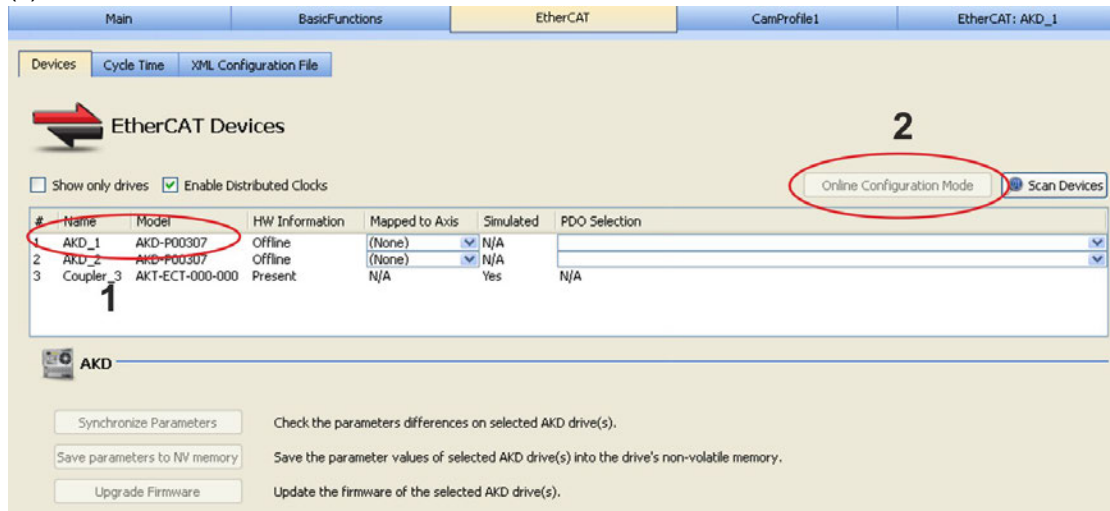 Main BasicFunctions EtherCAT CamProfile1 EtherCAT: AKD_1
Devices Cycle Time XML Configuration File
EtherCAT Devices
2
Show only drives Enable Distributed Clocks Online Configuration Mode Scan Devices
# Name Model HW Information Mapped to Axis Simulated PDO Selection
1 AKD_1 AKD-P00307 Offline (None) N/A
2 AKD_2 AKD-P00307 Offline (None) N/A
3 Coupler_3 AKT-ECT-000-000 Present N/A Yes N/A
1
AKD
Synchronize Parameters Check the parameters differences on selected AKD drive(s).
Save parameters to NV memory Save the parameter values of selected AKD drive(s) into the drive's non-volatile memory.
Upgrade Firmware Update the firmware of the selected AKD drive(s).